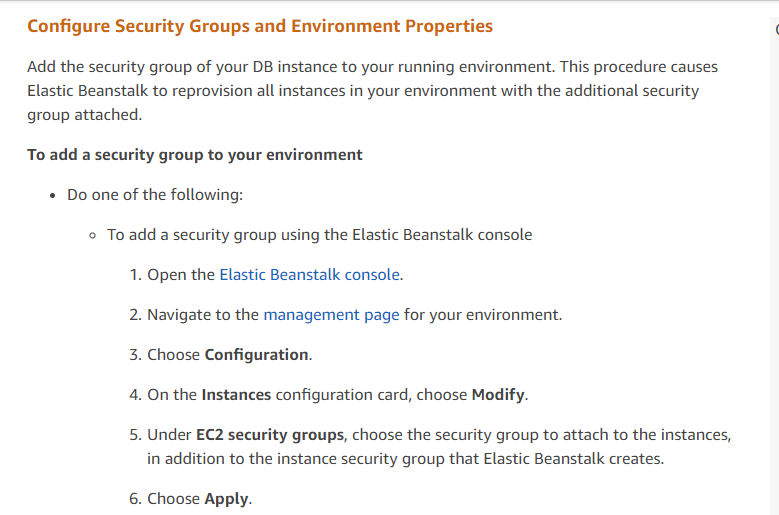 Configure Security Groups and Environment Properties
Add the security group of your DB instance to your running environment. This procedure causes
Elastic Beanstalk to reprovision all instances in your environment with the additional security
group attached.
To add a security group to your environment
• Do one of the following:
◦ To add a security group using the Elastic Beanstalk console
1. Open the Elastic Beanstalk console.
2. Navigate to the management page for your environment.
3. Choose Configuration.
4. On the Instances configuration card, choose Modify.
5. Under EC2 security groups, choose the security group to attach to the instances,
in addition to the instance security group that Elastic Beanstalk creates.
6. Choose Apply.